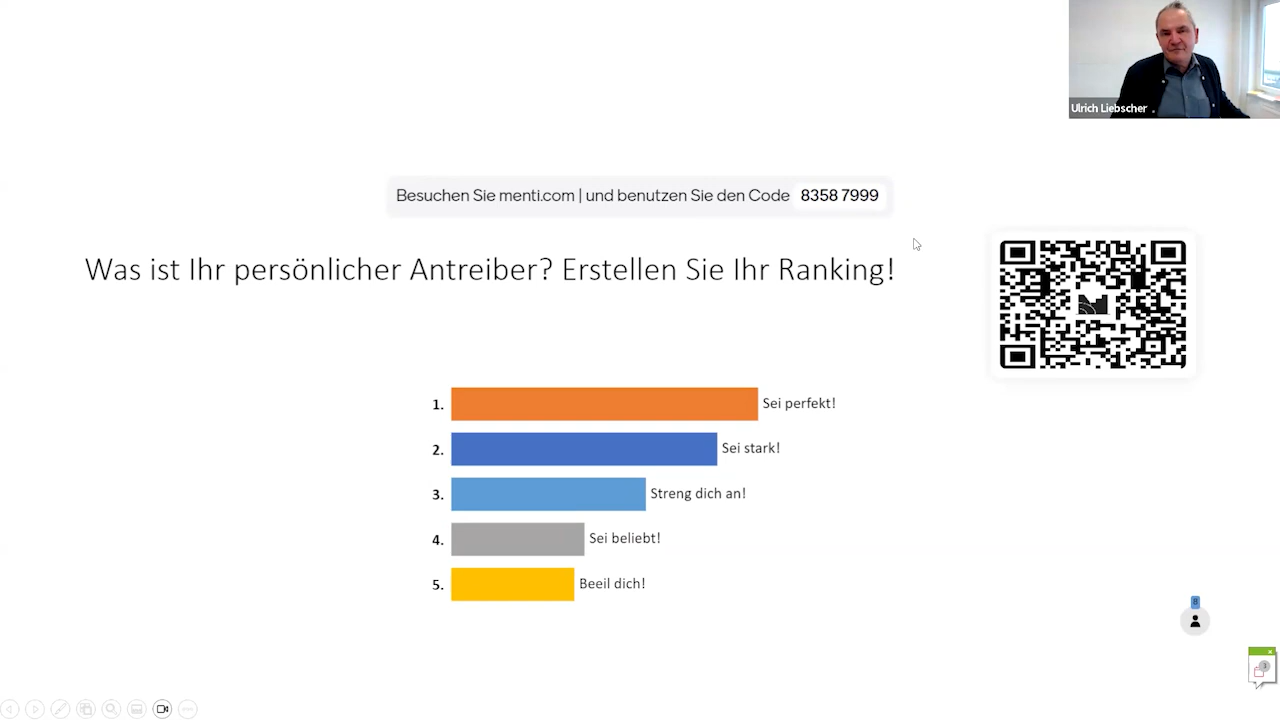 Ulrich Liebscher
Besuchen Sie menti.com | und benutzen Sie den Code 8358 7999
Was ist Ihr persönlicher Antreiber? Erstellen Sie Ihr Ranking!
1. Sei perfekt!
2. Sei stark!
3. Streng dich an!
4. Sei beliebt!
5. Beeil dich!
8